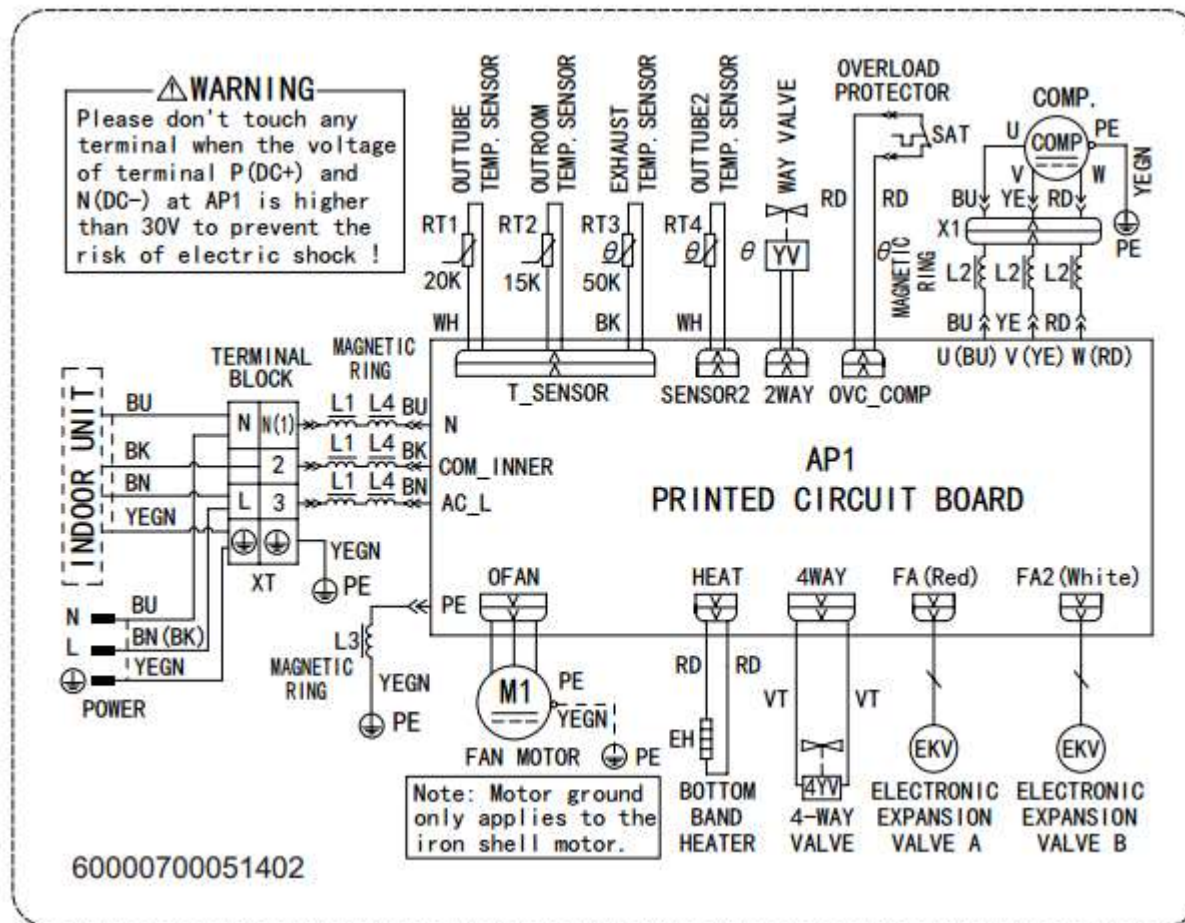 ⚠WARNING
Please don't touch any
terminal when the voltage
of terminal P(DC+) and
N(DC-) at AP1 is higher
than 30V to prevent the
risk of electric shock !
OUTTUBE
TEMP. SENSOR
OUTROOM
TEMP. SENSOR
EXHAUST
TEMP. SENSOR
OUTTUBE2
TEMP. SENSOR
WAY VALVE
OVERLOAD
PROTECTOR
SAT
COMP.
U COMP PE
V W
YEGN
BU YE RD
X1
PE
RT1 RT2 RT3 RT4
θ θ θ YV θ
20K 15K 50K
RD RD
MAGNETIC
RING
L2 L2 L2
WH BK WH
BU YE RD
U(BU) V(YE) W(RD)
T_SENSOR SENSOR2 2WAY OVC_COMP
TERMINAL
BLOCK
MAGNETIC
RING
INDOOR UNIT
BU N N(1) L1 L4 BU N
BK 2 L1 L4 BK COM_INNER
BN L 3 L1 L4 BN AC_L
YEGN
YEGN
XT PE
AP1
PRINTED CIRCUIT BOARD
N BU
L BN(BK)
YEGN
POWER
PE
L3
MAGNETIC
RING
YEGN
PE
OFAN HEAT 4WAY FA(Red) FA2(White)
M1 PE
YEGN
PE
FAN MOTOR
RD RD
EH
VT VT
4YV
EKV EKV
BOTTOM
BAND
HEATER
4-WAY
VALVE
ELECTRONIC
EXPANSION
VALVE A
ELECTRONIC
EXPANSION
VALVE B
Note: Motor ground
only applies to the
iron shell motor.
60000700051402